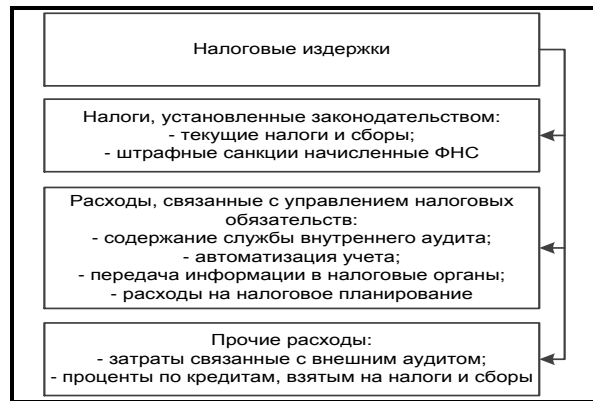 Налоговые издержки
Налоги, установленные законодательством:
- текущие налоги и сборы;
- штрафные санкции начисленные ФНС
Расходы, связанные с управлением налоговых
обязательств:
- содержание службы внутреннего аудита;
- автоматизация учета;
- передача информации в налоговые органы;
- расходы на налоговое планирование
Прочие расходы:
- затраты связанные с внешним аудитом;
- проценты по кредитам, взятым на налоги и сборы